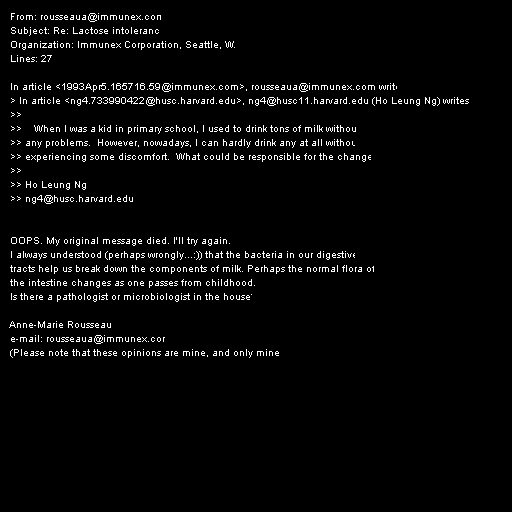 From: rousseaua@immunex.com
Subject: Re: Lactose intoleranc
Organization: Immunex Corporation, Seattle, W.
Lines: 27
In article <1993Apr5.165716.59@immunex.com>, rousseaua@immunex.com write
> In article <ng4.733990422@husc.harvard.edu>, ng4@husc11.harvard.edu (Ho Leung Ng) writes
>>
>> When I was a kid in primary school, I used to drink tons of milk withou
>> any problems. However, nowadays, I can hardly drink any at all withou
>> experiencing some discomfort. What could be responsible for the change
>>
>> Ho Leung Ng
>> ng4@husc.harvard.edu
OOPS. My original message died. I'll try again.
I always understood (perhaps wrongly...:)) that the bacteria in our digestive
tracts help us break down the components of milk. Perhaps the normal flora of
the intestine changes as one passes from childhood.
Is there a pathologist or microbiologist in the house
Anne-Marie Rousseau
e-mail: rousseaua@immunex.com
(Please note that these opinions are mine, and only mine